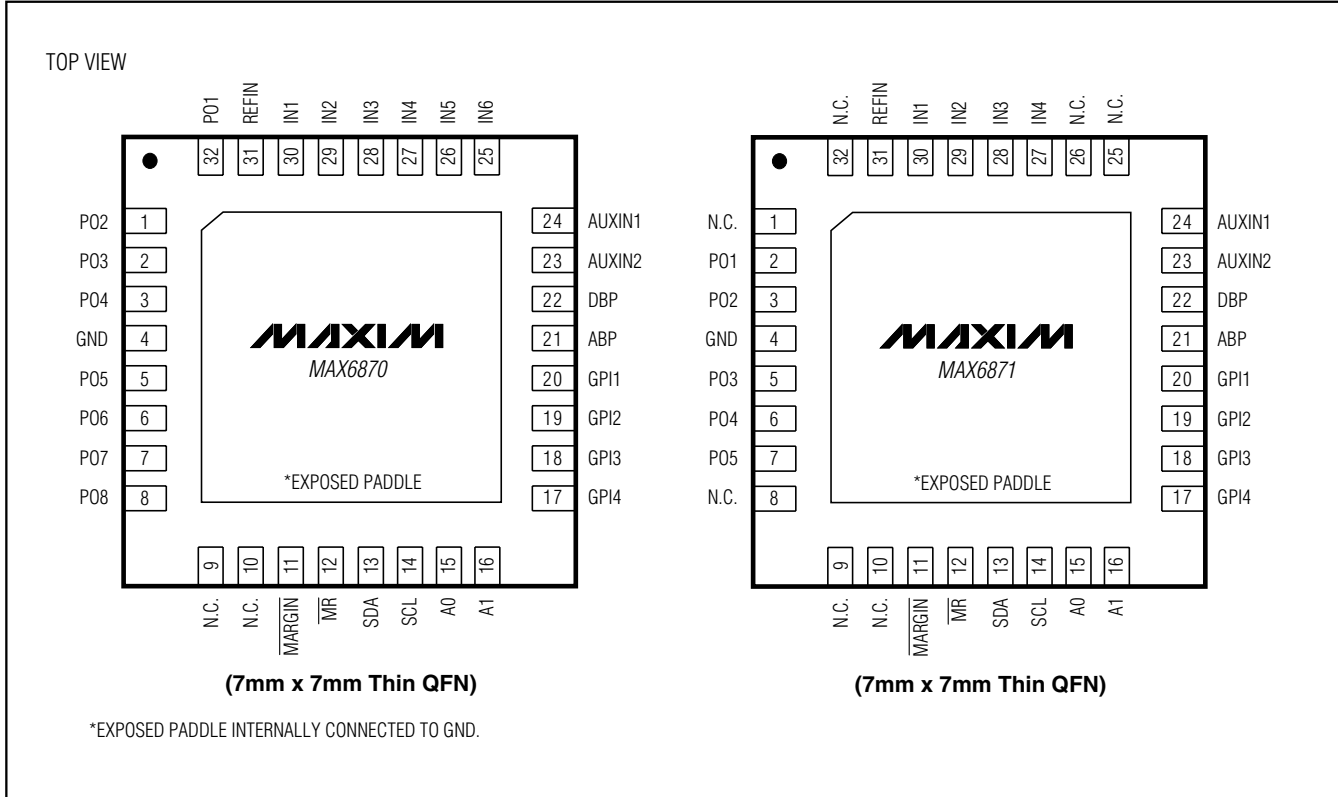 TOP VIEW
PO1 REFIN IN1 IN2 IN3 IN4 IN5 IN6
32 31 30 29 28 27 26 25
PO2 1
PO3 2
PO4 3
GND 4
PO5 5
PO6 6
PO7 7
PO8 8
MAXIM
MAX6870
*EXPOSED PADDLE
24 AUXIN1
23 AUXIN2
22 DBP
21 ABP
20 GPI1
19 GPI2
18 GPI3
17 GPI4
9 10 11 12 13 14 15 16
N.C. N.C. MARGIN MR SDA SCL A0 A1
(7mm x 7mm Thin QFN)
N.C. REFIN IN1 IN2 IN3 IN4 N.C. N.C.
32 31 30 29 28 27 26 25
N.C. 1
PO1 2
PO2 3
GND 4
PO3 5
PO4 6
PO5 7
N.C. 8
MAXIM
MAX6871
*EXPOSED PADDLE
24 AUXIN1
23 AUXIN2
22 DBP
21 ABP
20 GPI1
19 GPI2
18 GPI3
17 GPI4
9 10 11 12 13 14 15 16
N.C. N.C. MARGIN MR SDA SCL A0 A1
(7mm x 7mm Thin QFN)
*EXPOSED PADDLE INTERNALLY CONNECTED TO GND.